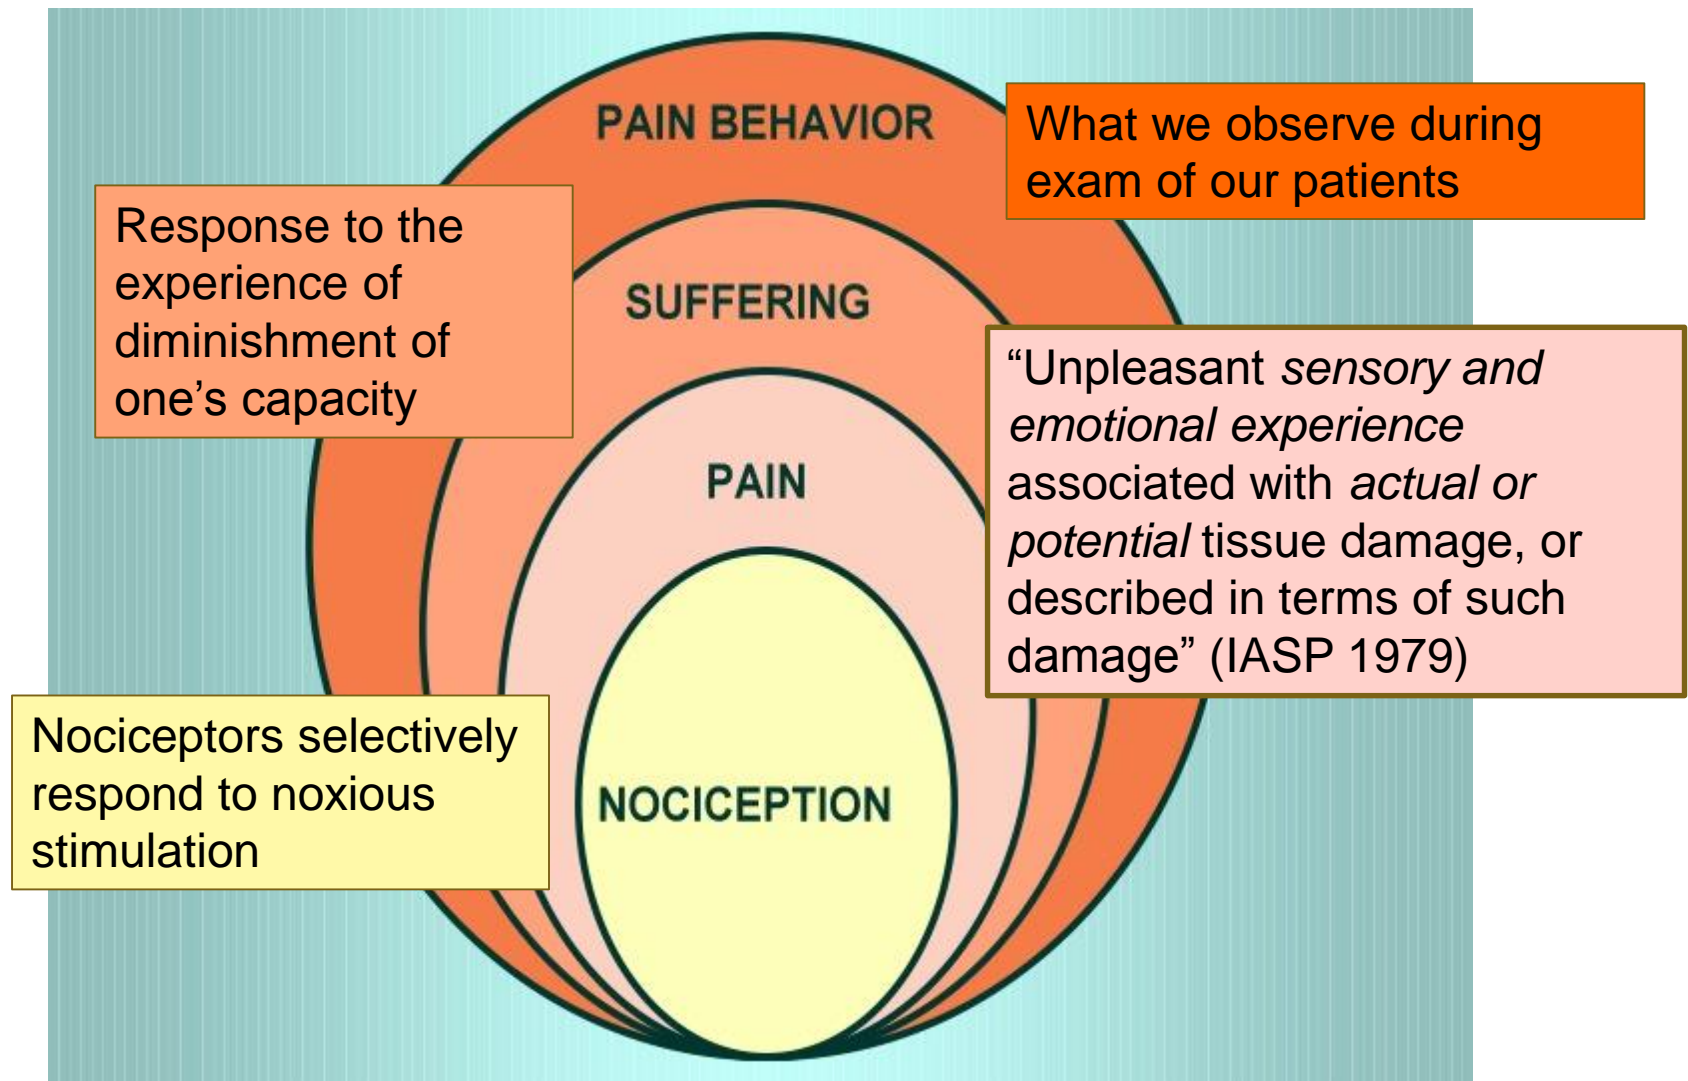 PAIN BEHAVIOR
What we observe during
exam of our patients
Response to the
experience of
diminishment of
one’s capacity
SUFFERING
“Unpleasant sensory and
emotional experience
associated with actual or
potential tissue damage, or
described in terms of such
damage” (IASP 1979)
PAIN
Nociceptors selectively
respond to noxious
stimulation
NOCICEPTION